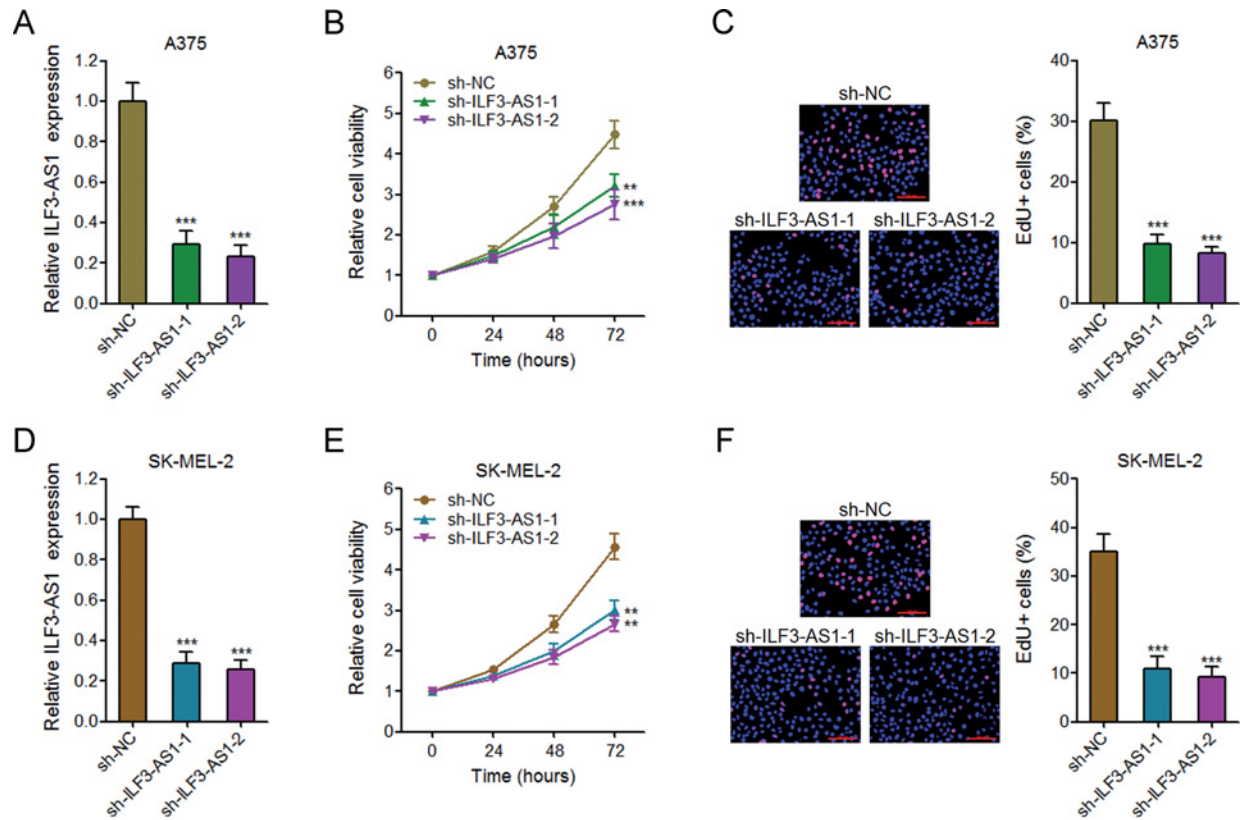 A
A375
Relative ILF3-AS1 expression
1.2
1.0
0.8
0.6
0.4
0.2
0.0
***
***
sh-NC
sh-ILF3-AS1-1
sh-ILF3-AS1-2
B
A375
sh-NC
sh-ILF3-AS1-1
sh-ILF3-AS1-2
Relative cell viability
6
5
4
3
2
1
0
**
***
0 24 48 72
Time (hours)
C
sh-NC
sh-ILF3-AS1-1 sh-ILF3-AS1-2
A375
EdU+ cells (%)
40
30
20
10
0
***
***
sh-NC
sh-ILF3-AS1-1
sh-ILF3-AS1-2
D
SK-MEL-2
Relative ILF3-AS1 expression
1.2
1.0
0.8
0.6
0.4
0.2
0.0
***
***
sh-NC
sh-ILF3-AS1-1
sh-ILF3-AS1-2
E
SK-MEL-2
sh-NC
sh-ILF3-AS1-1
sh-ILF3-AS1-2
Relative cell viability
6
5
4
3
2
1
0
**
**
0 24 48 72
Time (hours)
F
sh-NC
sh-ILF3-AS1-1 sh-ILF3-AS1-2
SK-MEL-2
EdU+ cells (%)
50
40
30
20
10
0
***
***
sh-NC
sh-ILF3-AS1-1
sh-ILF3-AS1-2